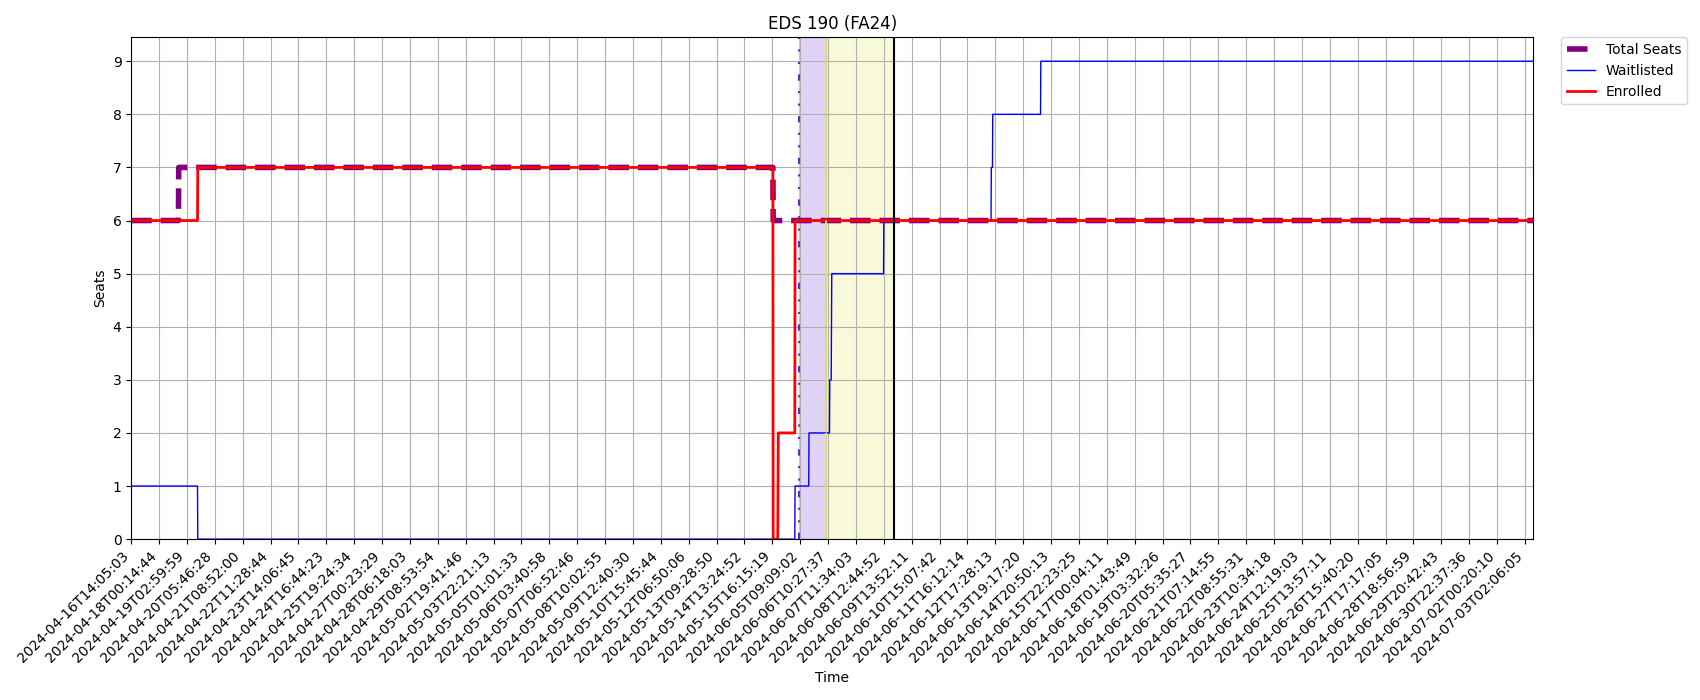 EDS 190 (FA24)
Total Seats
Waitlisted
Enrolled
9
8
7
6
5
4
3
2
1
0
Seats
2024-04-16T14:05:03
2024-04-18T00:14:44
2024-04-19T02:59:59
2024-04-20T05:46:28
2024-04-21T08:52:00
2024-04-22T11:28:44
2024-04-23T14:06:45
2024-04-24T16:44:23
2024-04-25T19:24:34
2024-04-27T00:23:29
2024-04-28T06:18:03
2024-04-29T08:53:54
2024-05-02T19:41:46
2024-05-03T22:21:13
2024-05-05T01:01:33
2024-05-06T03:40:58
2024-05-07T06:52:46
2024-05-08T10:02:55
2024-05-09T12:40:30
2024-05-10T15:45:44
2024-05-12T06:50:06
2024-05-13T09:28:50
2024-05-14T13:24:52
2024-05-15T16:15:19
2024-06-05T09:09:02
2024-06-06T10:27:37
2024-06-07T11:34:03
2024-06-08T12:44:52
2024-06-09T13:52:11
2024-06-10T15:07:42
2024-06-11T16:12:14
2024-06-12T17:28:13
2024-06-13T19:17:20
2024-06-14T20:50:13
2024-06-15T22:23:25
2024-06-17T00:04:11
2024-06-18T01:43:49
2024-06-19T03:32:26
2024-06-20T05:35:27
2024-06-21T07:14:55
2024-06-22T08:55:31
2024-06-23T10:34:18
2024-06-24T12:19:03
2024-06-25T13:57:11
2024-06-26T15:40:20
2024-06-27T17:17:05
2024-06-28T18:56:59
2024-06-29T20:42:43
2024-06-30T22:37:36
2024-07-02T00:20:10
2024-07-03T02:06:05
Time